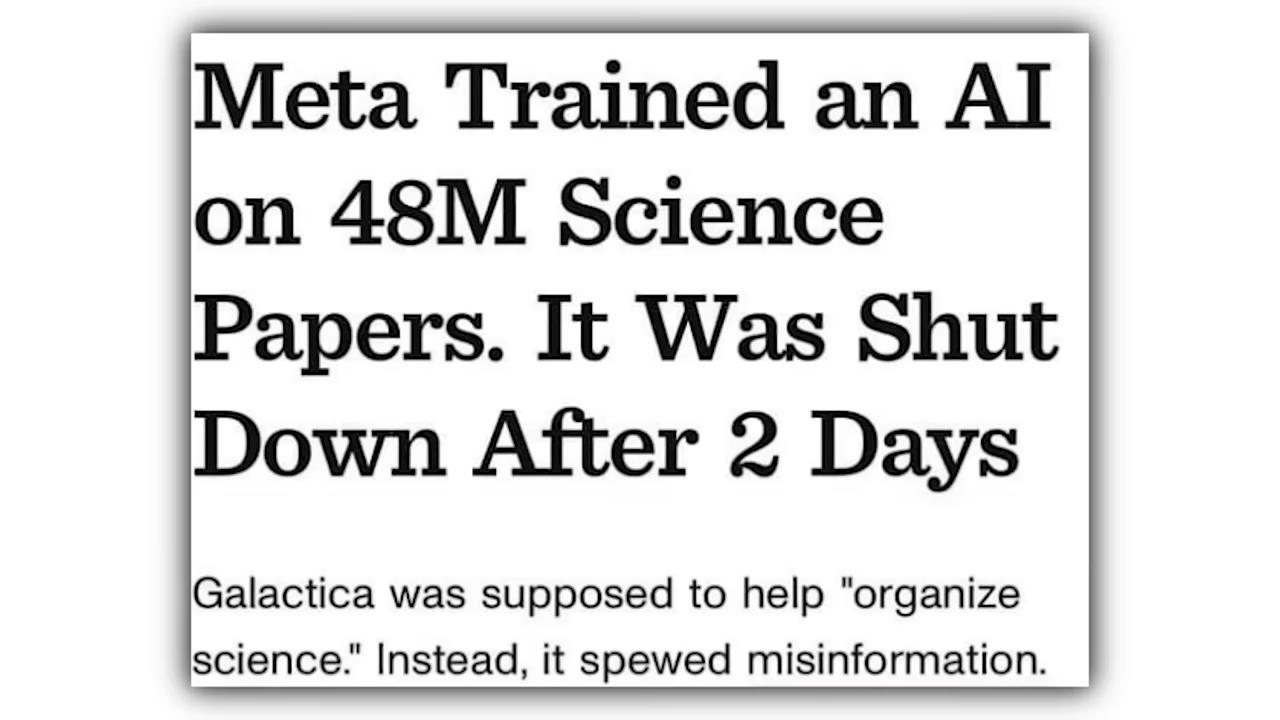 Meta Trained an AI
on 48M Science
Papers. It Was Shut
Down After 2 Days
Galactica was supposed to help "organize
science." Instead, it spewed misinformation.